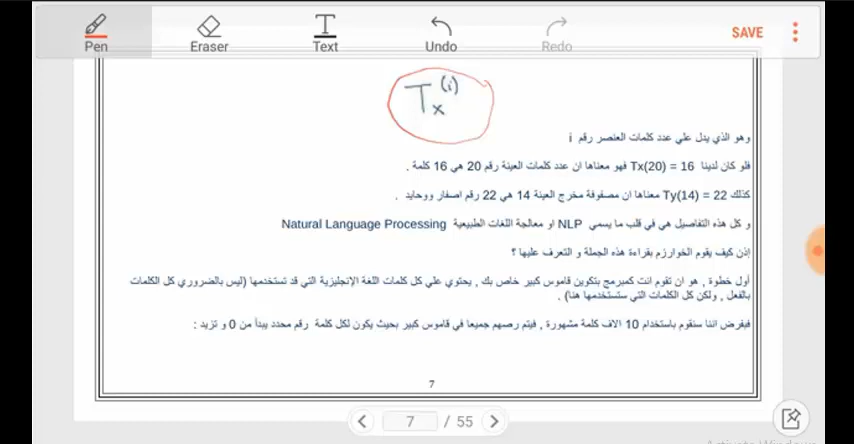 Pen
Eraser
Text
Undo
Redo
SAVE
Tx(i)
وهو الذي يدل علي عدد كلمات العنصر رقم i
فلو كان لدينا Tx(20) = 16 فهو معناها ان عدد كلمات العينة رقم 20 هي 16 كلمة .
كذلك Ty(14) = 22 معناها ان مصفوفة مخرج العينة 14 هي 22 رقم اصفار ووحايد .
و كل هذه التفاصيل هي في قلب ما يسمي NLP او معالجة اللغات الطبيعية Natural Language Processing
إذن كيف يقوم الخوارزم بقراءة هذه الجملة و التعرف عليها ؟
أول خطوة , هو ان تقوم انت كمبرمج بتكوين قاموس كبير خاص بك , يحتوي علي كل كلمات اللغة الإنجليزية التي قد تستخدمها (ليس بالضروري كل الكلمات
بالفعل , ولكن كل الكلمات التي ستستخدمها هنا) .
فبفرض اننا سنقوم باستخدام 10 الاف كلمة مشهورة , فيتم رصهم جميعا في قاموس كبير بحيث يكون لكل كلمة رقم محدد يبدأ من 0 و تزيد :
7
7 / 55